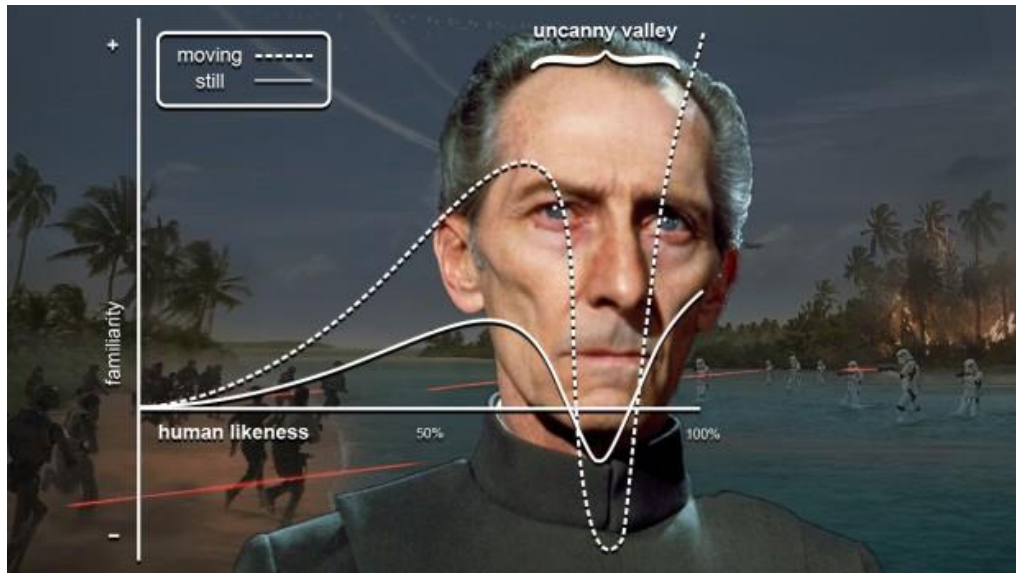 uncanny valley
+
moving
still
familiarity
human likeness
50%
100%
-